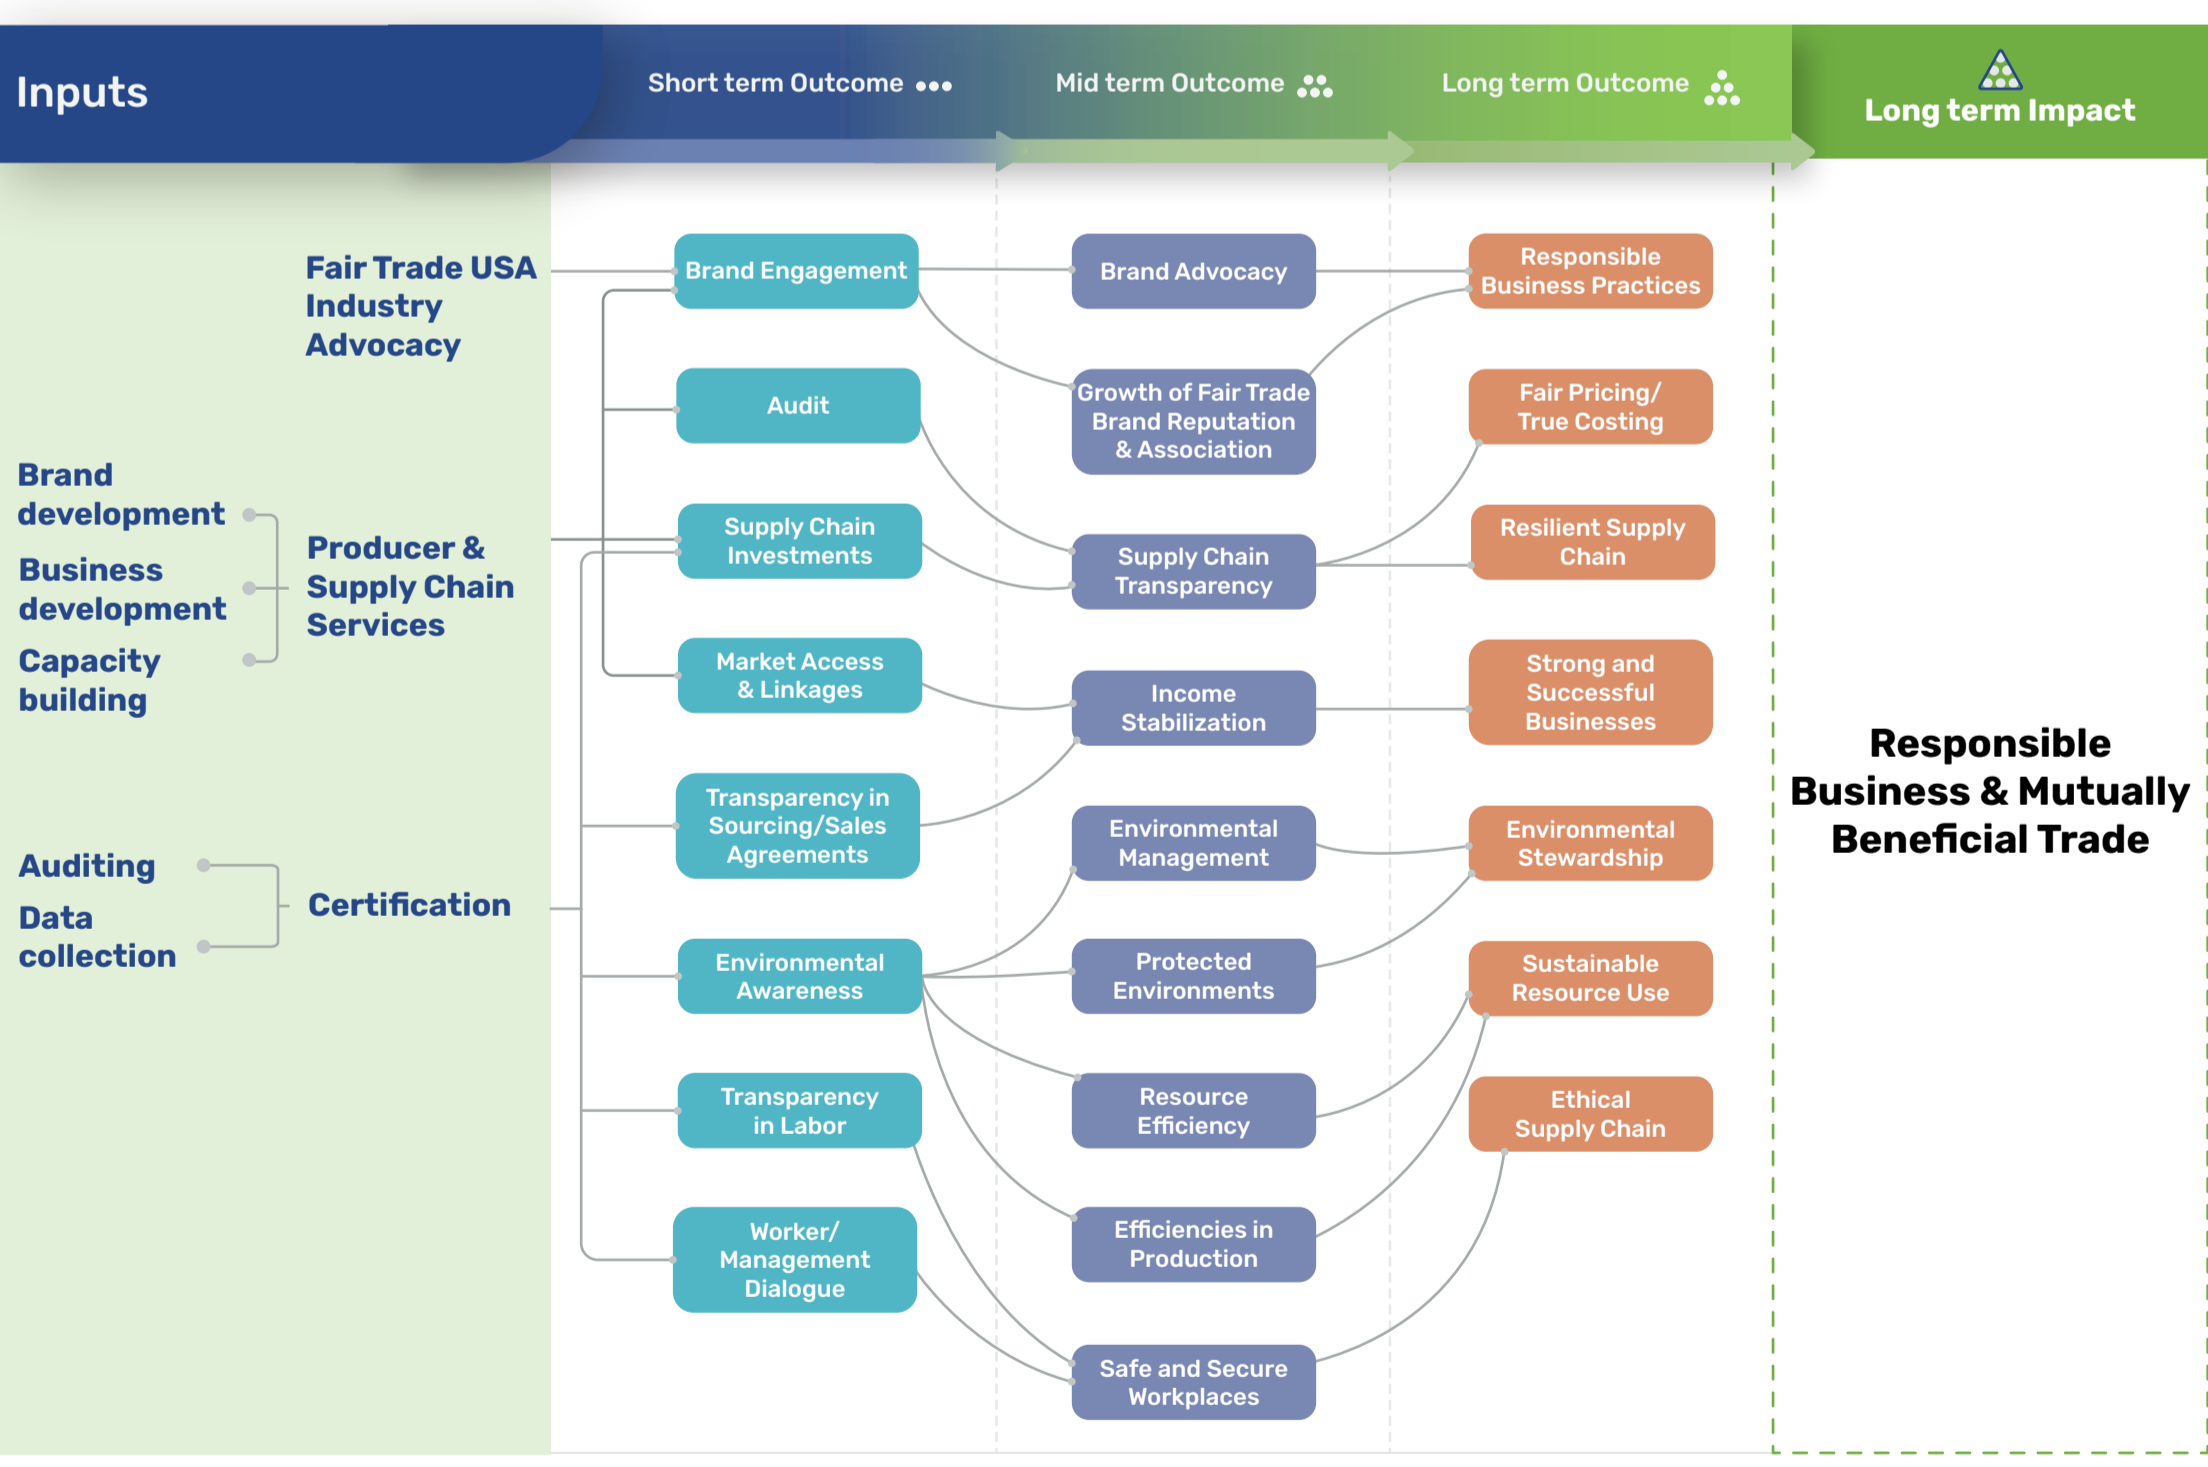 Inputs
Short term Outcome
Mid term Outcome
Long term Outcome
Long term Impact
Fair Trade USA
Industry
Advocacy
Brand
development
Business
development
Capacity
building
Producer &
Supply Chain
Services
Auditing
Data
collection
Certification
Brand Engagement
Audit
Supply Chain
Investments
Market Access
& Linkages
Transparency in
Sourcing/Sales
Agreements
Environmental
Awareness
Transparency
in Labor
Worker/
Management
Dialogue
Brand Advocacy
Growth of Fair Trade
Brand Reputation
& Association
Supply Chain
Transparency
Income
Stabilization
Environmental
Management
Protected
Environments
Resource
Efficiency
Efficiencies in
Production
Safe and Secure
Workplaces
Responsible
Business Practices
Fair Pricing/
True Costing
Resilient Supply
Chain
Strong and
Successful
Businesses
Environmental
Stewardship
Sustainable
Resource Use
Ethical
Supply Chain
Responsible
Business & Mutually
Beneficial Trade